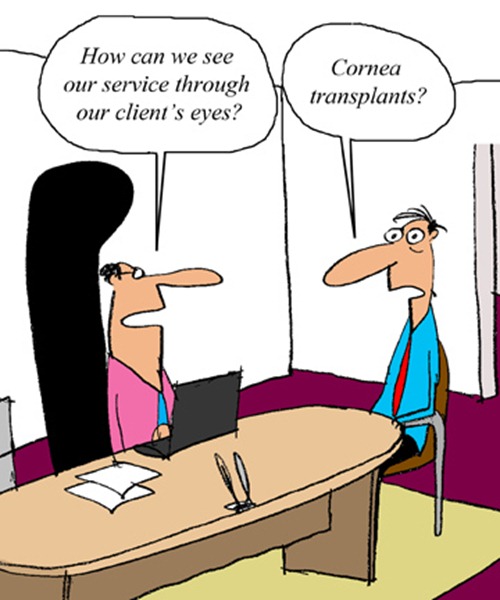 How can we see
our service through
our client's eyes?
Cornea
transplants?